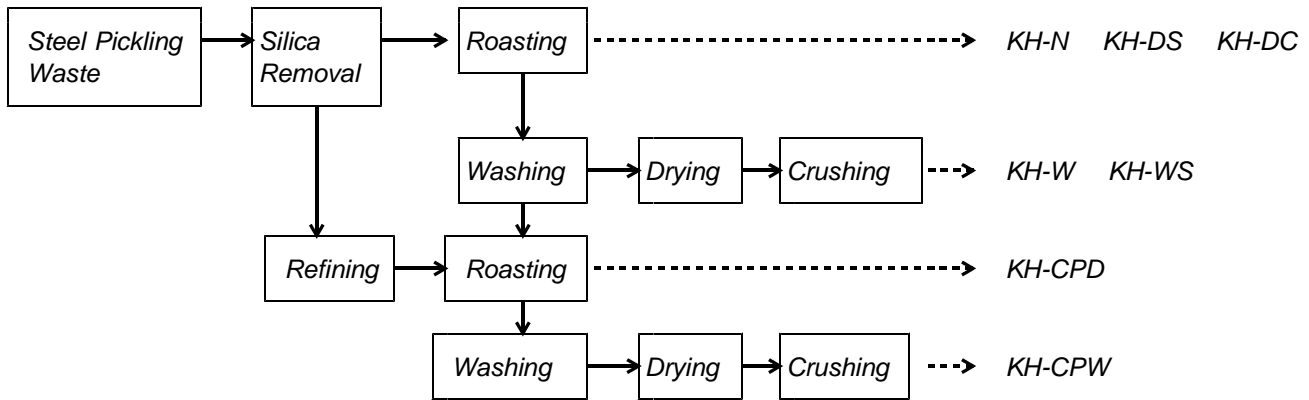 Steel Pickling
Waste
Silica
Removal
Roasting
KH-N KH-DS KH-DC
Washing
Drying
Crushing
KH-W KH-WS
Refining
Roasting
KH-CPD
Washing
Drying
Crushing
KH-CPW